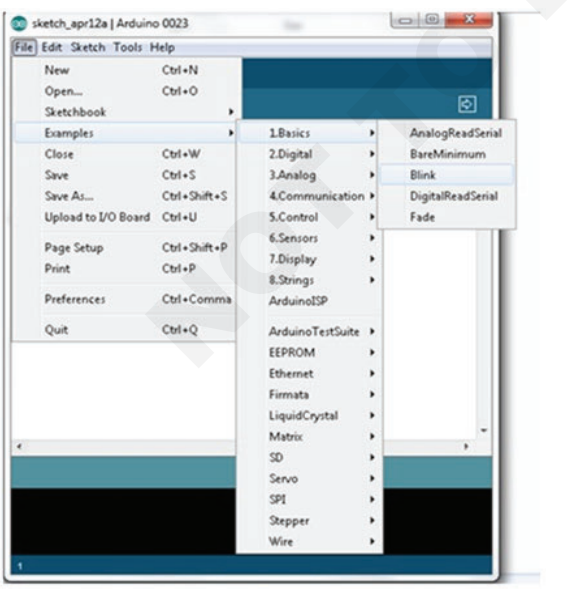 sketch_apr12a | Arduino 0023
File Edit Sketch Tools Help
New Ctrl+N
Open... Ctrl+O
Sketchbook
Examples
Close Ctrl+W
Save Ctrl+S
Save As... Ctrl+Shift+S
Upload to I/O Board Ctrl+U
Page Setup Ctrl+Shift+P
Print Ctrl+P
Preferences Ctrl+Comma
Quit Ctrl+Q
1.Basics
2.Digital
3.Analog
4.Communication
5.Control
6.Sensors
7.Display
8.Strings
ArduinoISP
ArduinoTestSuite
EEPROM
Ethernet
Firmata
LiquidCrystal
Matrix
SD
Servo
SPI
Stepper
Wire
AnalogReadSerial
BareMinimum
Blink
DigitalReadSerial
Fade
1